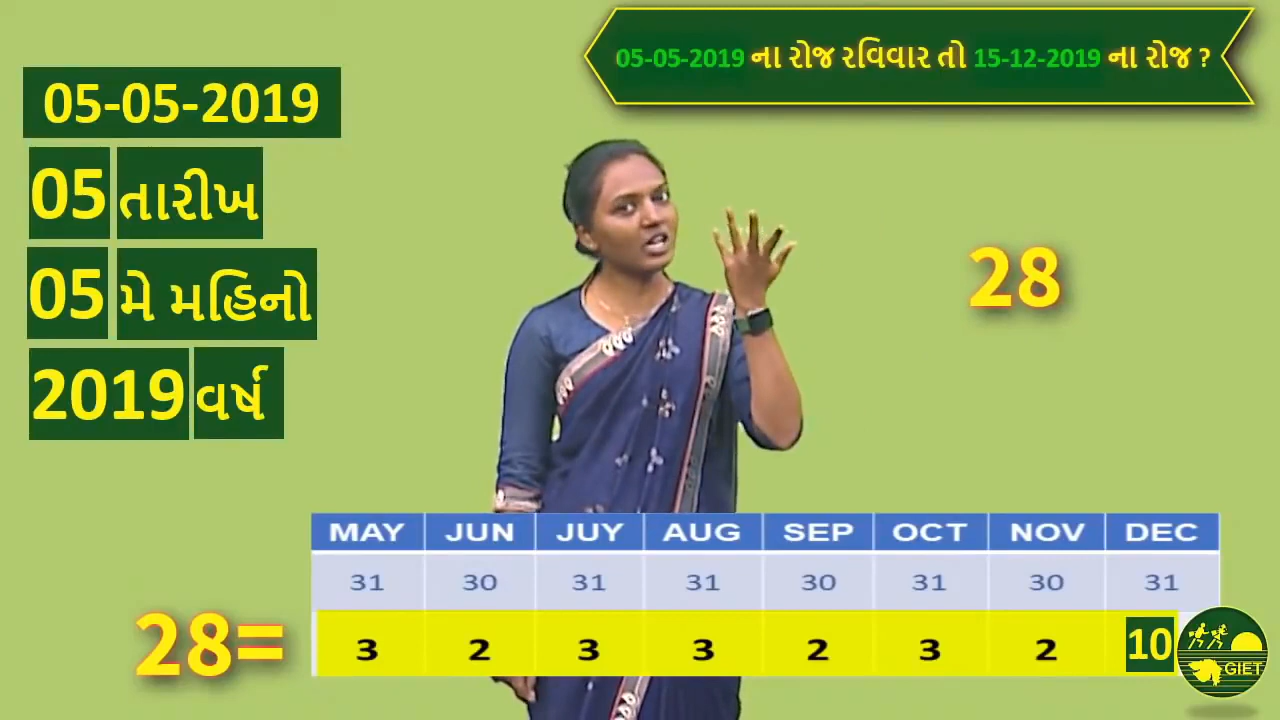 05-05-2019 ના રોજ રવિવાર તો 15-12-2019 ના રોજ ?
05-05-2019
05 તારીખ
05 મે મહિનો
2019 વર્ષ
28
MAY JUN JUY AUG SEP OCT NOV DEC
31 30 31 31 30 31 30 31
28= 3 2 3 3 2 3 2 10
GIET